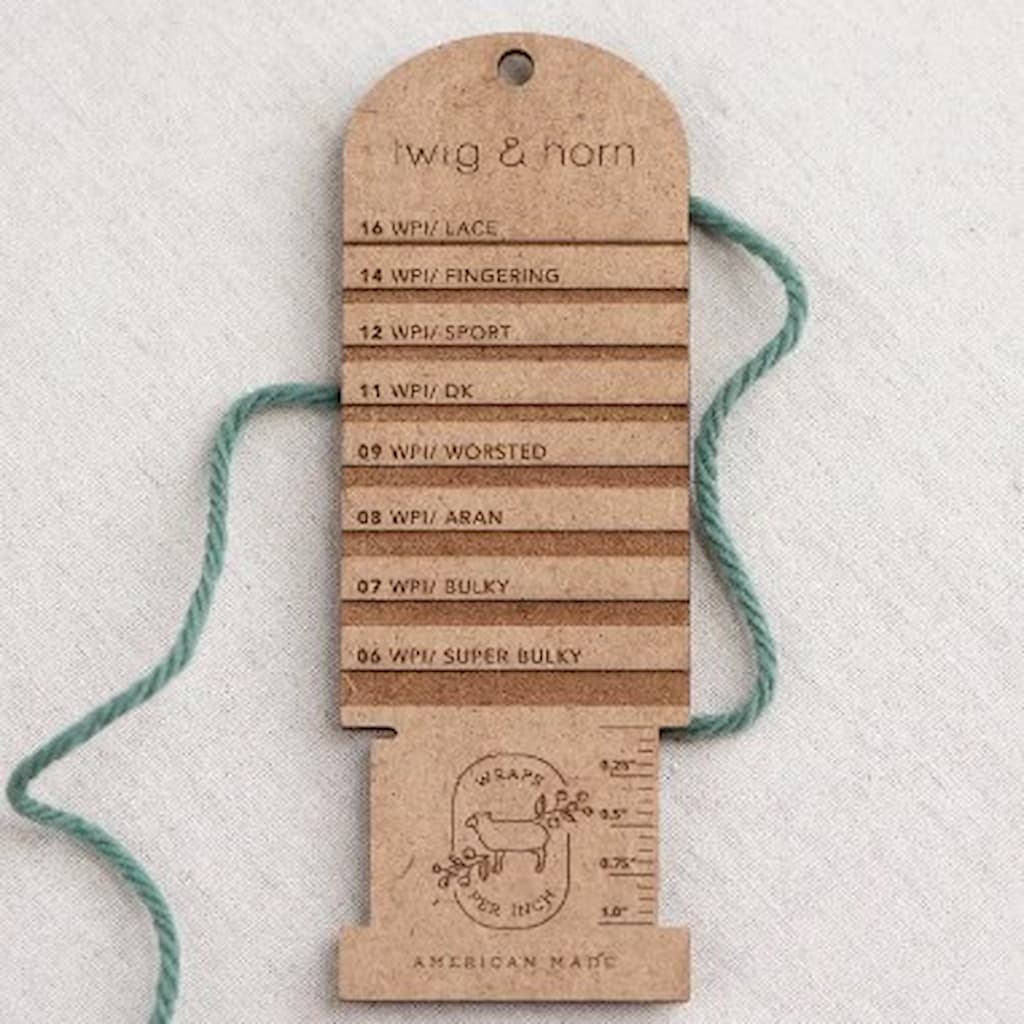 twig & horn
16 WPI/ LACE
14 WPI/ FINGERING
12 WPI/ SPORT
11 WPI/ DK
09 WPI/ WORSTED
08 WPI/ ARAN
07 WPI/ BULKY
06 WPI/ SUPER BULKY
WRAPS
PER INCH
0.25"
0.5"
0.75"
1.0"
AMERICAN MADE